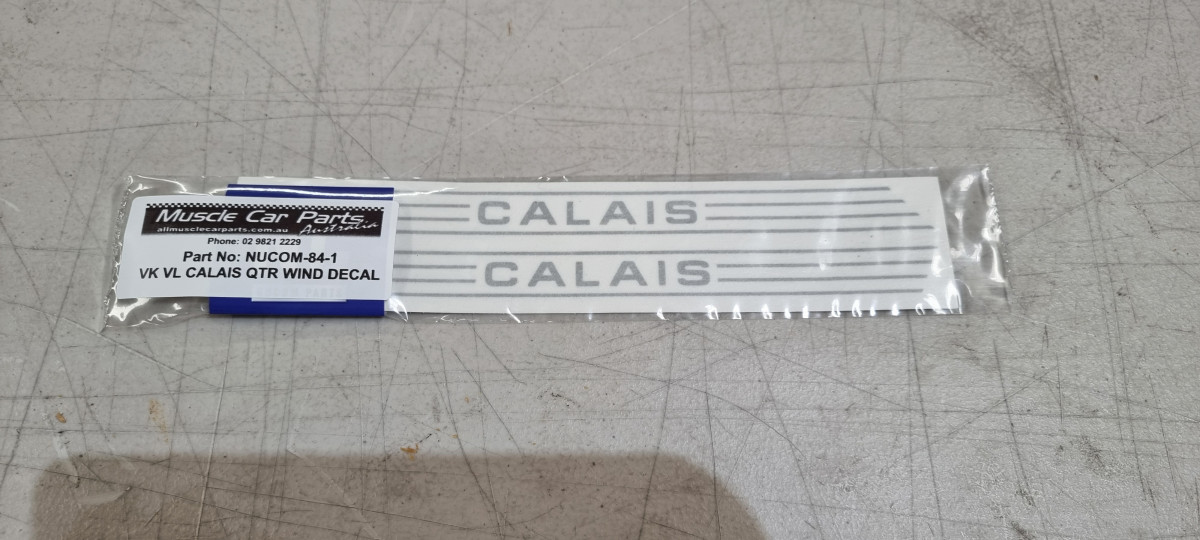 Muscle Car Parts
allmusclecarparts.com.au Australia
Phone: 02 9821 2229
Part No: NUCOM-84-1
VK VL CALAIS QTR WIND DECAL
CALAIS
CALAIS